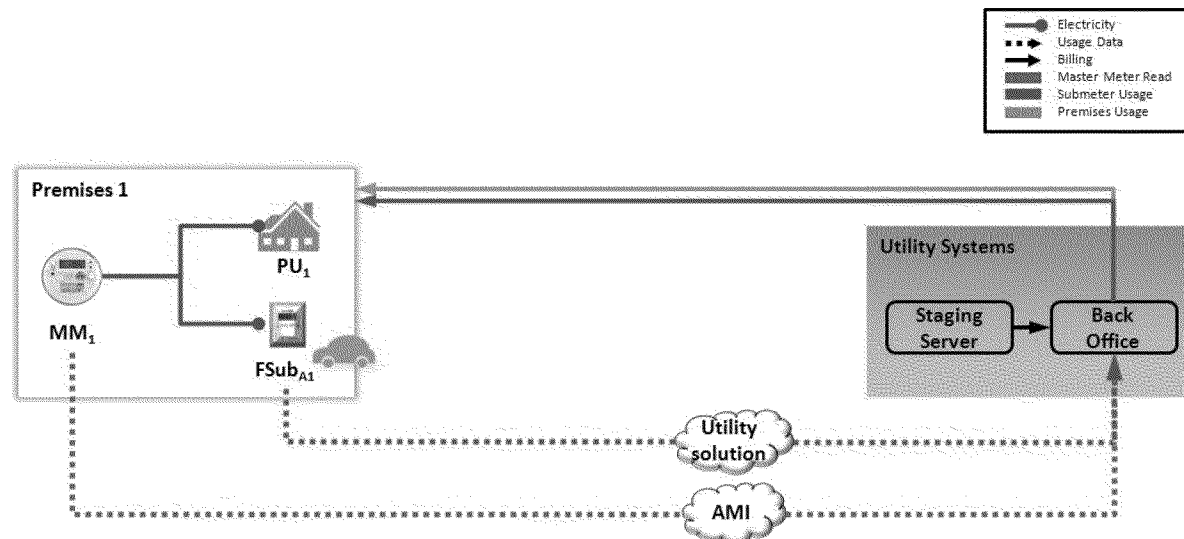 Electricity
Usage Data
Billing
Master Meter Read
Submeter Usage
Premises Usage
Premises 1
PU1
MM1
FSubA1
Utility Systems
Staging
Server
Back
Office
Utility
solution
AMI